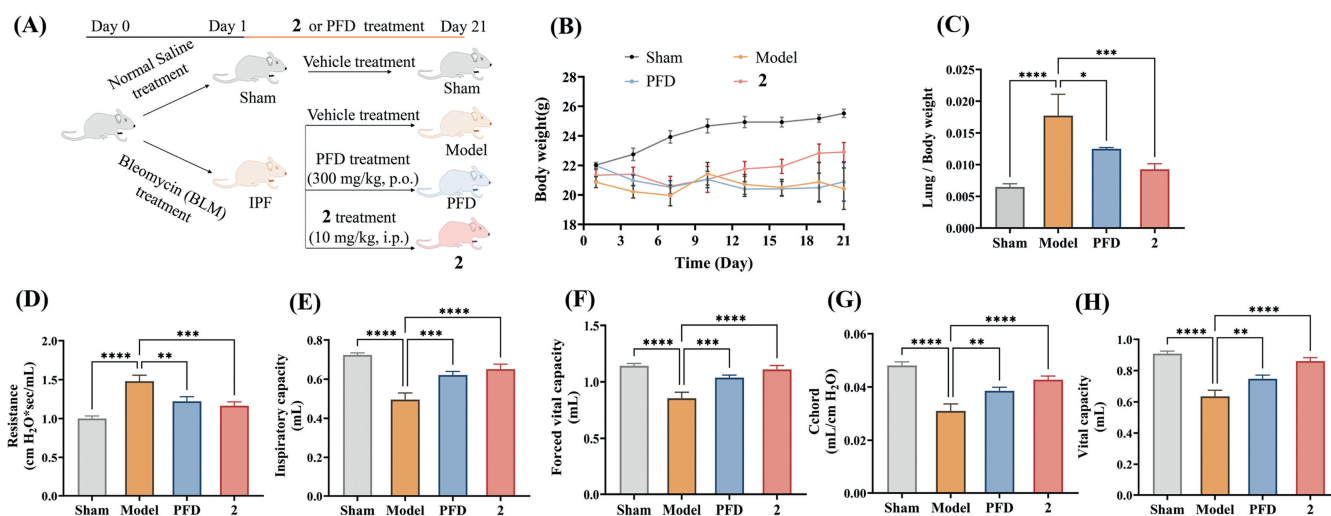 (A)
Day 0
Day 1
2 or PFD treatment
Day 21
Normal Saline
treatment
Sham
Vehicle treatment
Sham
Bleomycin (BLM)
treatment
IPF
Vehicle treatment
Model
PFD treatment
(300 mg/kg, p.o.)
PFD
2 treatment
(10 mg/kg, i.p.)
2
(B)
Sham
Model
PFD
2
Body weight(g)
28
26
24
22
20
18
0
3
6
9
12
15
18
21
Time (Day)
(C)
Lung / Body weight
0.020
0.015
0.010
0.005
0.000
****
*
***
Sham
Model
PFD
2
(D)
Resistance
(cm H2O*sec/mL)
2.0
1.5
1.0
0.5
0.0
****
**
***
Sham
Model
PFD
2
(E)
Inspiratory capacity
(mL)
0.8
0.6
0.4
0.2
0.0
****
***
****
Sham
Model
PFD
2
(F)
Forced vital capacity
(mL)
1.5
1.0
0.5
0.0
****
***
****
Sham
Model
PFD
2
(G)
Cchord
(mL/cm H2O)
0.06
0.04
0.02
0.00
****
**
****
Sham
Model
PFD
2
(H)
Vital capacity
(mL)
1.0
0.8
0.6
0.4
0.2
0.0
****
**
****
Sham
Model
PFD
2